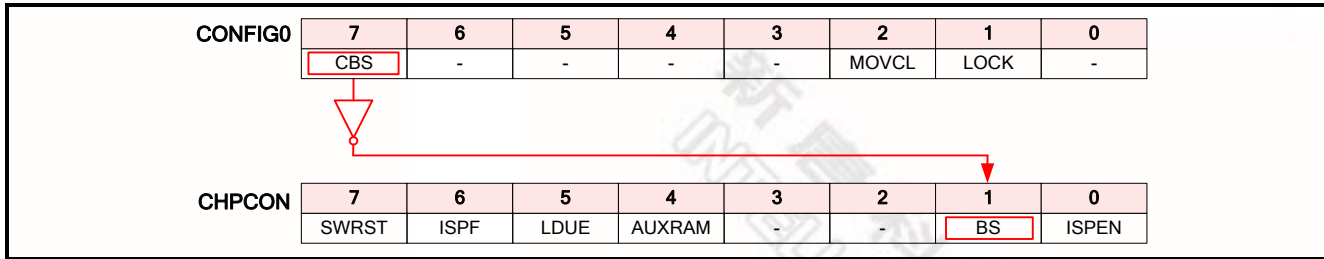 CONFIG0 7 6 5 4 3 2 1 0
CBS - - - - MOVCL LOCK -
CHPCON 7 6 5 4 3 2 1 0
SWRST ISPF LDUE AUXRAM - - BS ISPEN